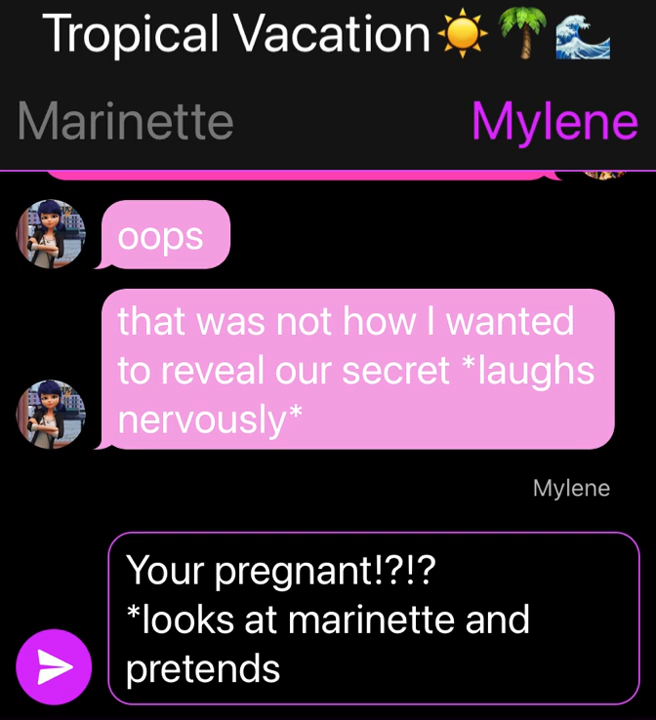 Tropical Vacation☀️🌴🌊
Marinette Mylene
oops
that was not how I wanted
to reveal our secret *laughs
nervously*
Mylene
Your pregnant!?!?
*looks at marinette and
pretends